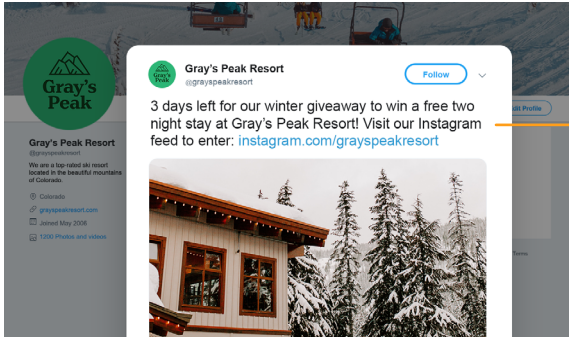 TF1
Gray's
Peak
Gray's
Peak
Gray's Peak Resort
@grayspeakresort
Follow
3 days left for our winter giveaway to win a free two
night stay at Gray's Peak Resort! Visit our Instagram
feed to enter: instagram.com/grayspeakresort
Edit Profile
Gray's Peak Resort
@grayspeakresort
We are a top-rated ski resort
located in the beautiful mountains
of Colorado.
Colorado
grayspeakresort.com
Joined May 2008
1200 Photos and videos
Terms